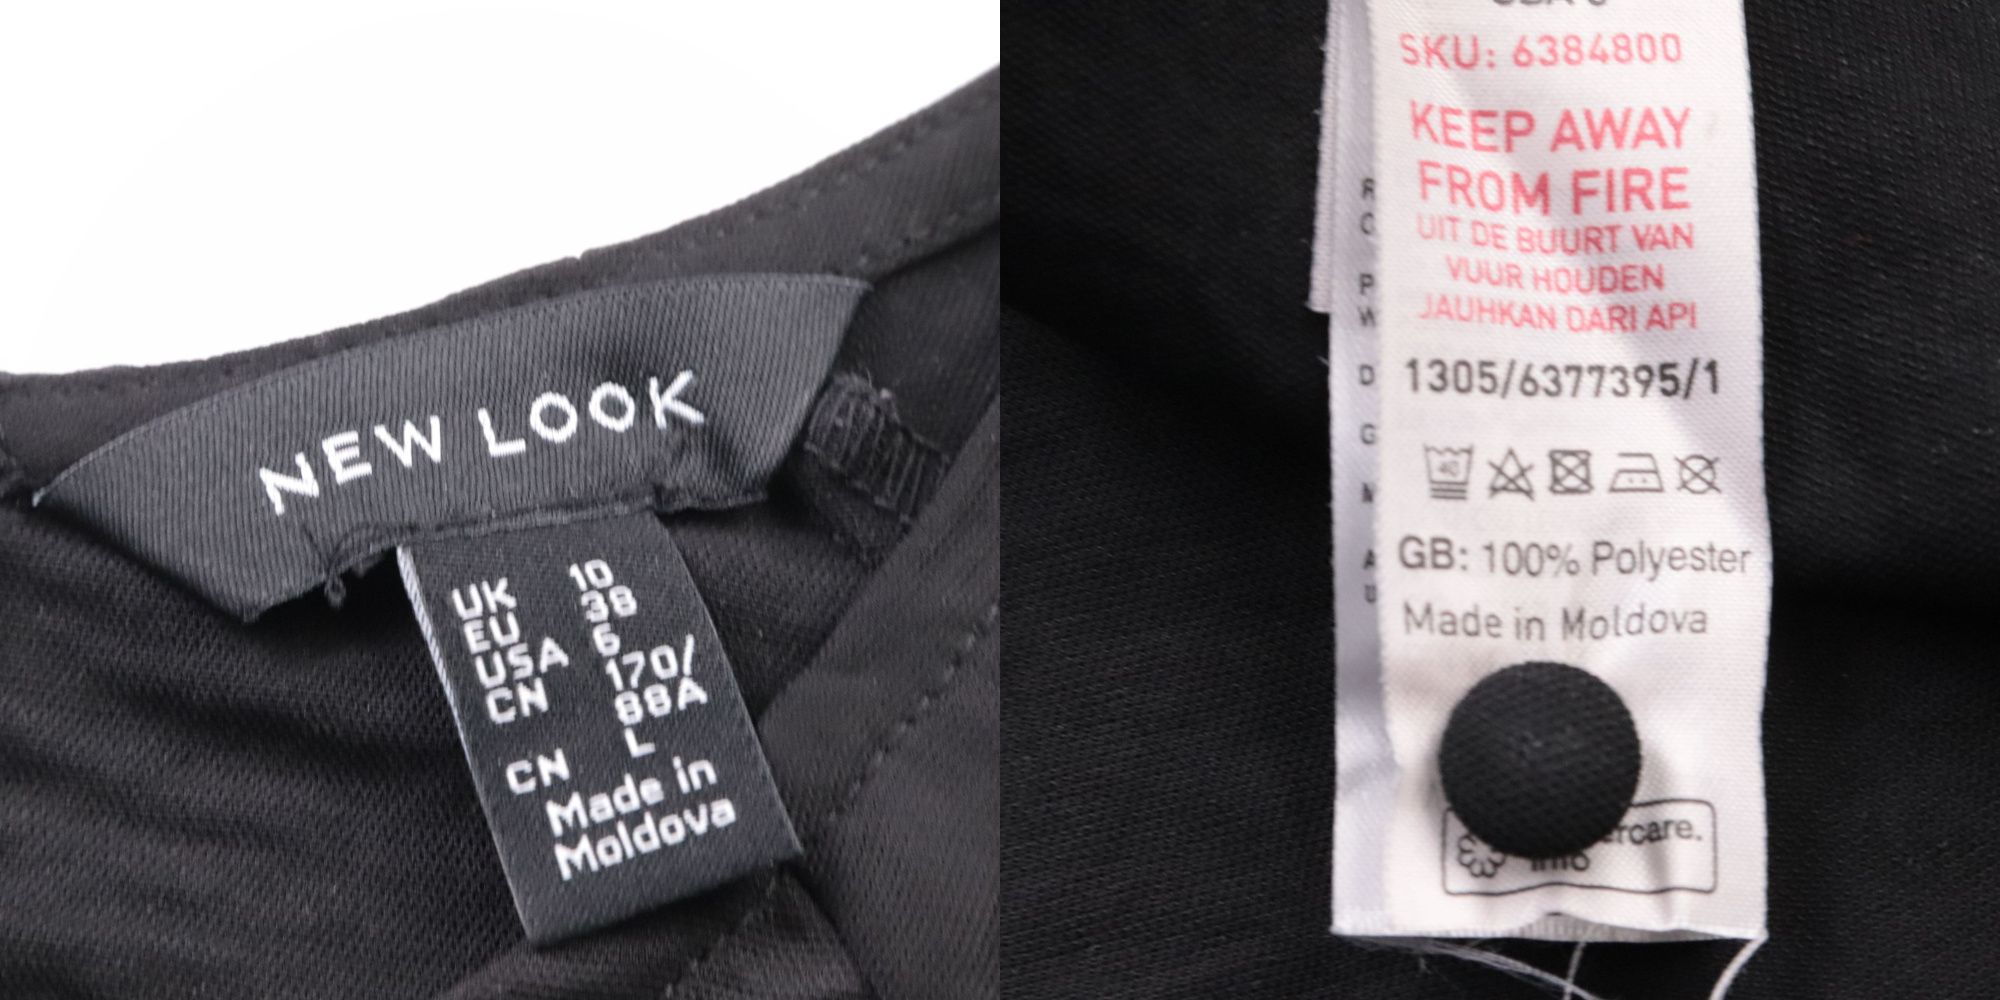 NEW LOOK
UK 10
EU 38
USA 6
CN 170/
88A
CN L
Made in
Moldova
SKU: 6384800
KEEP AWAY
FROM FIRE
UIT DE BUURT VAN
VUUR HOUDEN
JAUHKAN DARI API
1305/6377395/1
40
GB: 100% Polyester
Made in Moldova